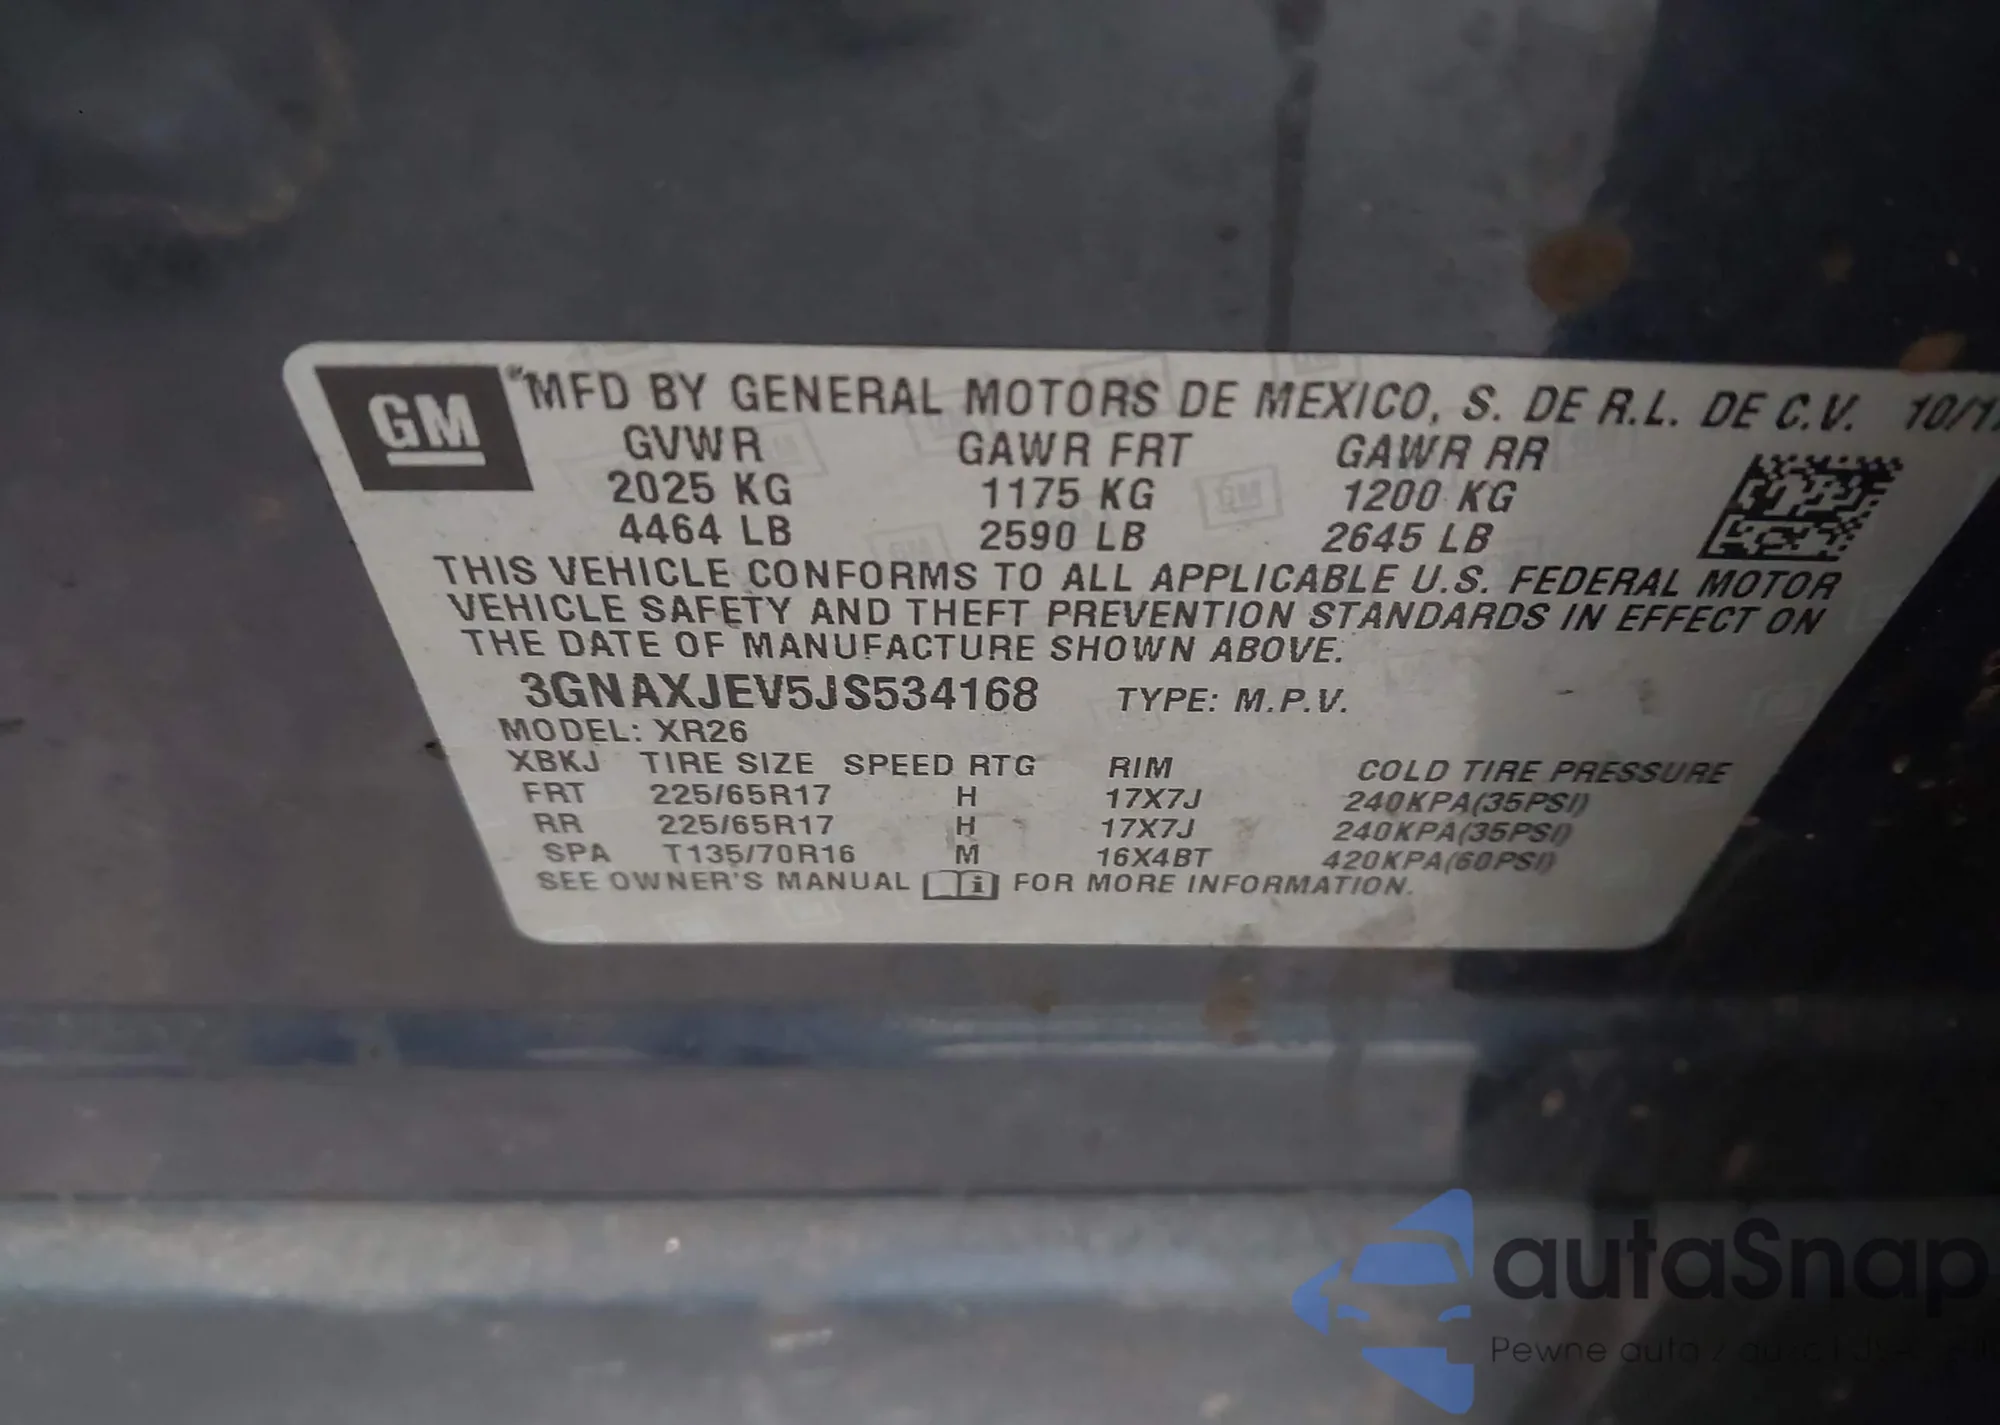 GM
MFD BY GENERAL MOTORS DE MEXICO, S. DE R.L. DE C.V. 10/17
GVWR GAWR FRT GAWR RR
2025 KG 1175 KG 1200 KG
4464 LB 2590 LB 2645 LB
THIS VEHICLE CONFORMS TO ALL APPLICABLE U.S. FEDERAL MOTOR
VEHICLE SAFETY AND THEFT PREVENTION STANDARDS IN EFFECT ON
THE DATE OF MANUFACTURE SHOWN ABOVE.
3GNAXJEV5JS534168 TYPE: M.P.V.
MODEL: XR26
XBKJ TIRE SIZE SPEED RTG RIM COLD TIRE PRESSURE
FRT 225/65R17 H 17X7J 240KPA(35PSI)
RR 225/65R17 H 17X7J 240KPA(35PSI)
SPA T135/70R16 M 16X4BT 420KPA(60PSI)
SEE OWNER'S MANUAL FOR MORE INFORMATION.
autaSnap
Pewne auta z